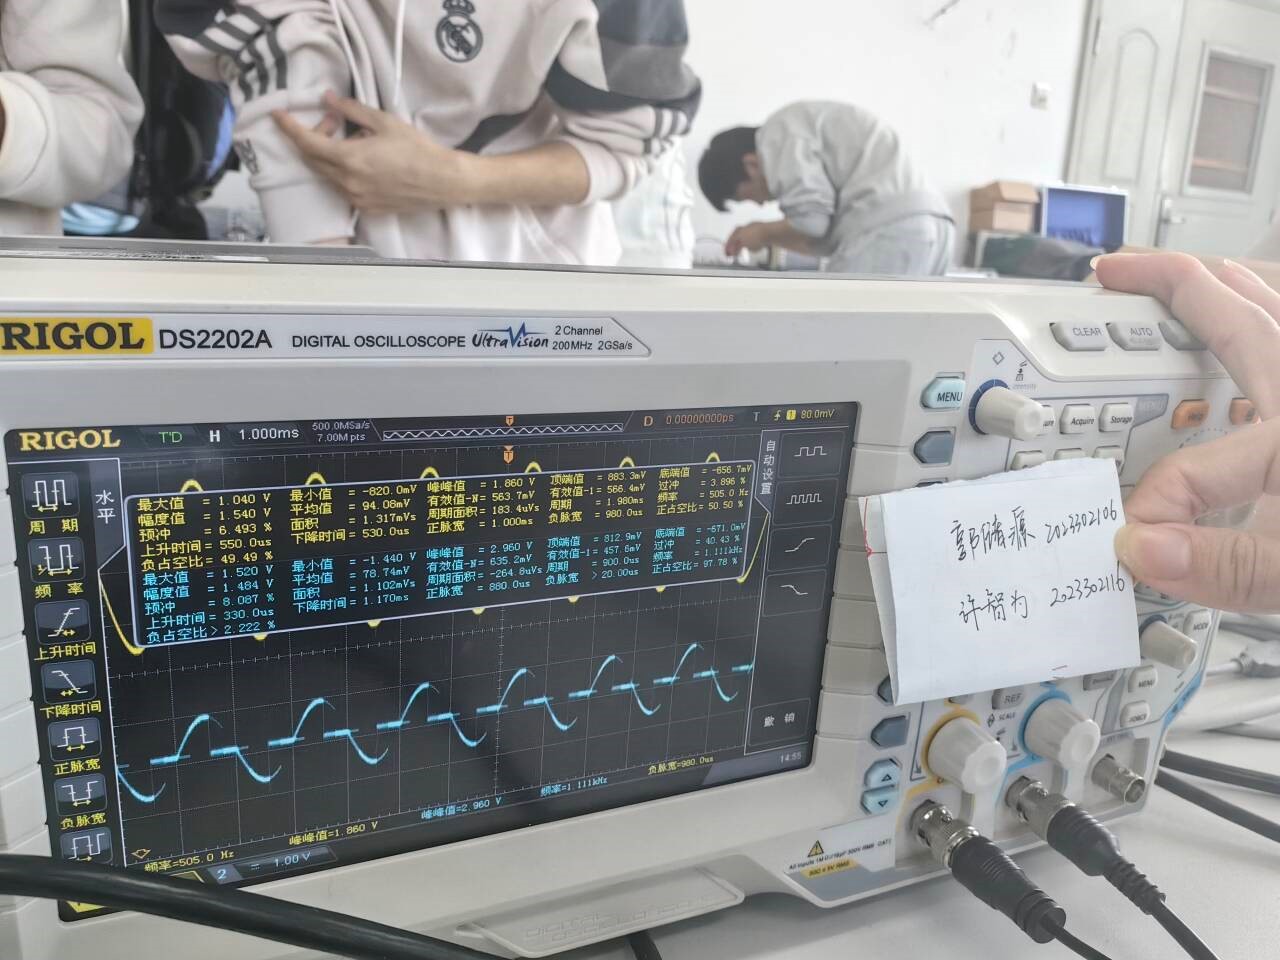 RIGOL DS2202A DIGITAL OSCILLOSCOPE UltraVision 2 Channel 200MHz 2GSa/s
CLEAR AUTO
MENU
Acquire Storage
RIGOL T'D H 1.000ms 500.0MSa/s 7.00M pts D 0.00000000ps T 1 80.0mV
周期
频率
上升时间
下降时间
正脉宽
负脉宽
水平
最大值 = 1.040 V 最小值 = -820.0mV 峰峰值 = 1.860 V 顶端值 = 883.3mV 底端值 = -656.7mV
幅度值 = 1.540 V 平均值 = 94.08mV 有效值-N = 563.7mV 有效值-1 = 566.4mV 过冲 = 3.896 %
预冲 = 6.493 % 面积 = 1.317mVs 周期面积 = 183.4uVs 周期 = 1.980ms 频率 = 505.0 Hz
上升时间 = 550.0us 下降时间 = 530.0us 正脉宽 = 1.000ms 负脉宽 = 980.0us 正占空比 = 50.50 %
负占空比 = 49.49 %
最大值 = 1.520 V 最小值 = -1.440 V 峰峰值 = 2.960 V 顶端值 = 812.9mV 底端值 = -671.0mV
幅度值 = 1.484 V 平均值 = 78.74mV 有效值-N = 635.2mV 有效值-1 = 457.6mV 过冲 = 40.43 %
预冲 = 8.087 % 面积 = 1.102mVs 周期面积 = -264.8uVs 周期 = 900.0us 频率 = 1.111kHz
上升时间 = 330.0us 下降时间 = 1.170ms 正脉宽 = 880.0us 负脉宽 > 20.00us 正占空比 = 97.78 %
负占空比 > 2.222 %
自动设置
撤销
14:55
频率=505.0 Hz 峰峰值=1.860 V 峰峰值=2.960 V 频率=1.111kHz 负脉宽=980.0us
2 = 1.00 V
2023302106
许智为 2023302116
MENU
REF
SCALE
MODE
MENU
FORCE